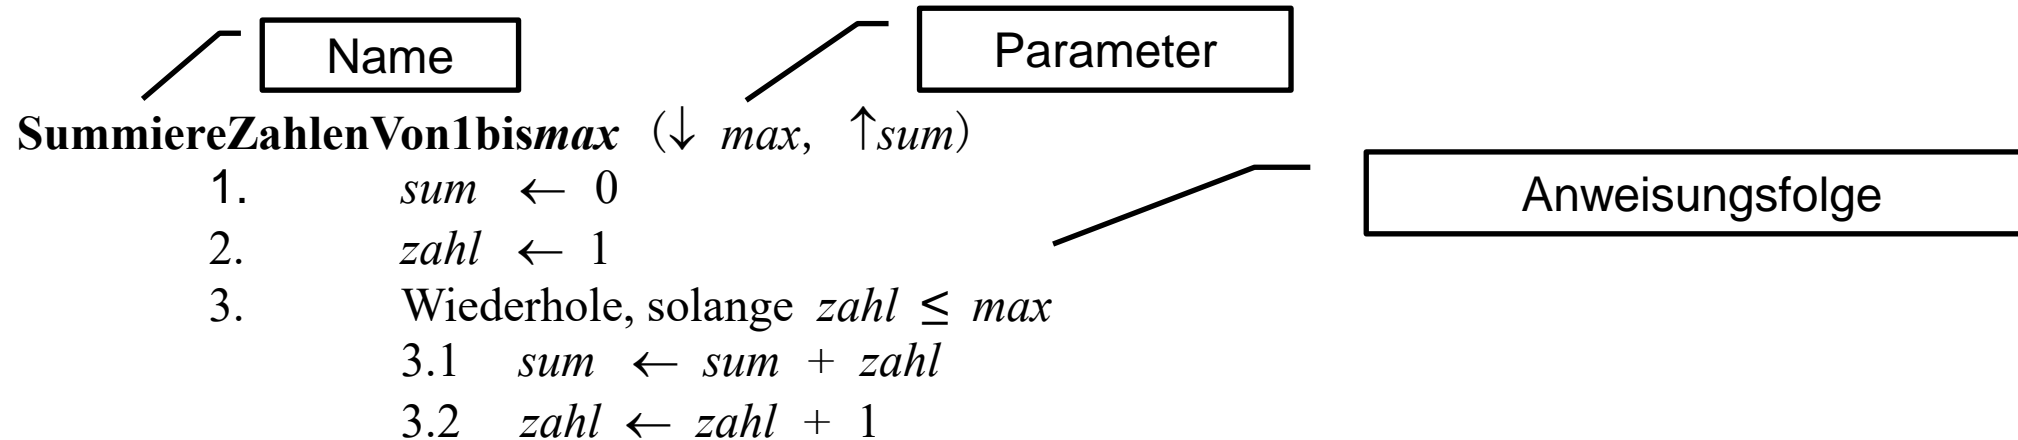 Name
Parameter
SummiereZahlenVon1bismax (↓ max, ↑sum)
Anweisungsfolge
1. sum ← 0
2. zahl ← 1
3. Wiederhole, solange zahl ≤ max
3.1 sum ← sum + zahl
3.2 zahl ← zahl + 1